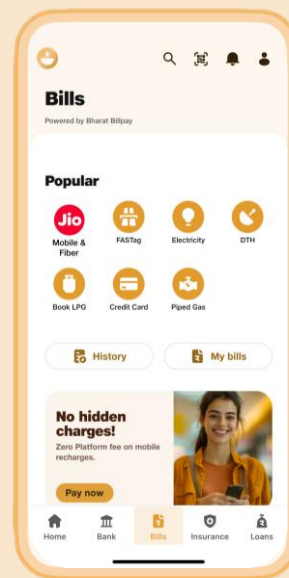 Bills
Powered by Bharat Billpay
Popular
Jio
Mobile &
Fiber
FASTag
Electricity
DTH
Book LPG
Credit Card
Piped Gas
History
My bills
No hidden
charges!
Zero Platform fee on mobile
recharges.
Pay now
Home
Bank
Bills
Insurance
Loans